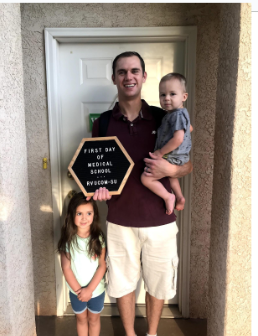 FIRST DAY
OF
MEDICAL
SCHOOL
...
RVUCOM-SU